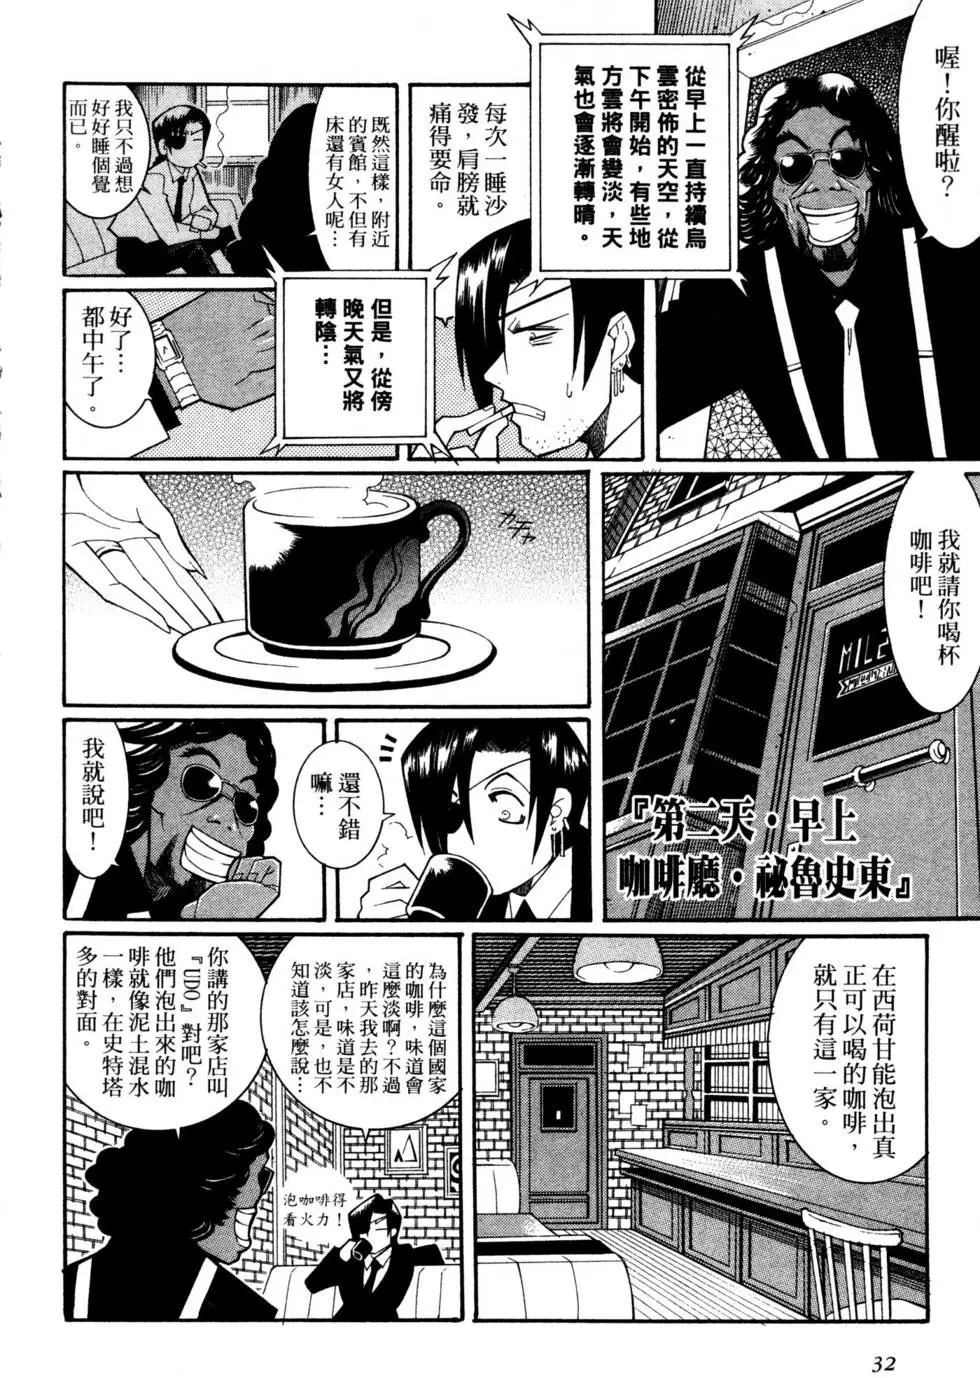 喔！你醒啦？
從早上一直持續烏
雲密佈的天空，從
下午開始，有些地
方雲將會變淡，天
氣也會逐漸轉晴。
每次一睡沙
發，肩膀就
痛得要命。
既然這樣，附近
的賓館，不但有
床還有女人呢…
我只不過想
好好睡個覺
而已。
但是，從傍
晚天氣又將
轉陰…
好了…
都中午了。
我就請你喝杯
咖啡吧！
MILE
『第二天・早上
咖啡廳・祕魯史東』
カチャ
還不錯
嘛…
我就說吧！
在西荷甘能泡出真
正可以喝的咖啡，
就只有這一家。
為什麼這個國家
的咖啡，味道會
這麼淡啊？不過
，昨天我去的那
家店，味道是不
淡，可是，也不
知道該怎麼說…
泡咖啡得
看火力！
你講的那家店叫
『UDO』對吧？
他們泡出來的咖
啡就像泥土混水
一樣，在史特塔
多的對面。
32